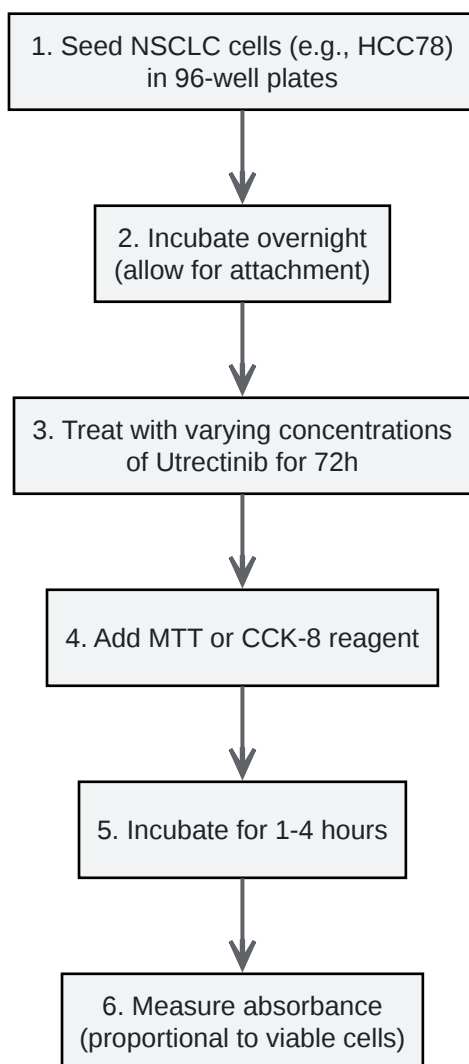 1. Seed NSCLC cells (e.g., HCC78)
in 96-well plates
2. Incubate overnight
(allow for attachment)
3. Treat with varying concentrations
of Utrectinib for 72h
4. Add MTT or CCK-8 reagent
5. Incubate for 1-4 hours
6. Measure absorbance
(proportional to viable cells)